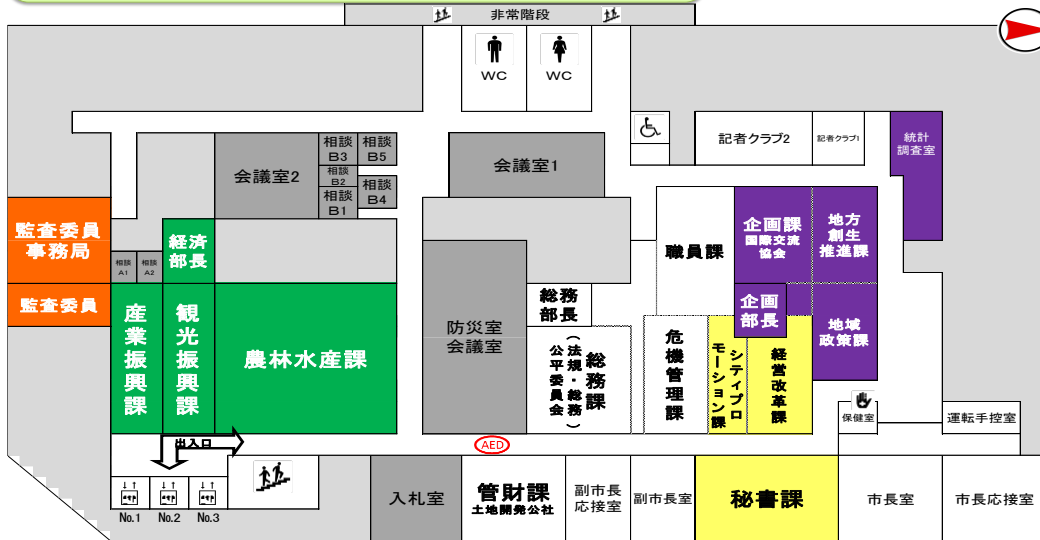 非常階段
WC
WC
記者クラブ2
記者クラブ1
統計
調査室
相談
B3
相談
B5
相談
B2
相談
B4
相談
B1
会議室2
会議室1
監査委員
事務局
経済
部長
相談
A1
相談
A2
職員課
企画課
国際交流
協会
地方
創生
推進課
監査委員
産業振興課
観光振興課
農林水産課
防災室
会議室
総務
部長
総務課
（法規・総務）
公平委員会
危機管理課
企画
部長
シティプロ
モーション課
経営改革課
地域
政策課
保健室
運転手控室
出入口
AED
No.1
No.2
No.3
入札室
管財課
土地開発公社
副市長
応接室
副市長室
秘書課
市長室
市長応接室